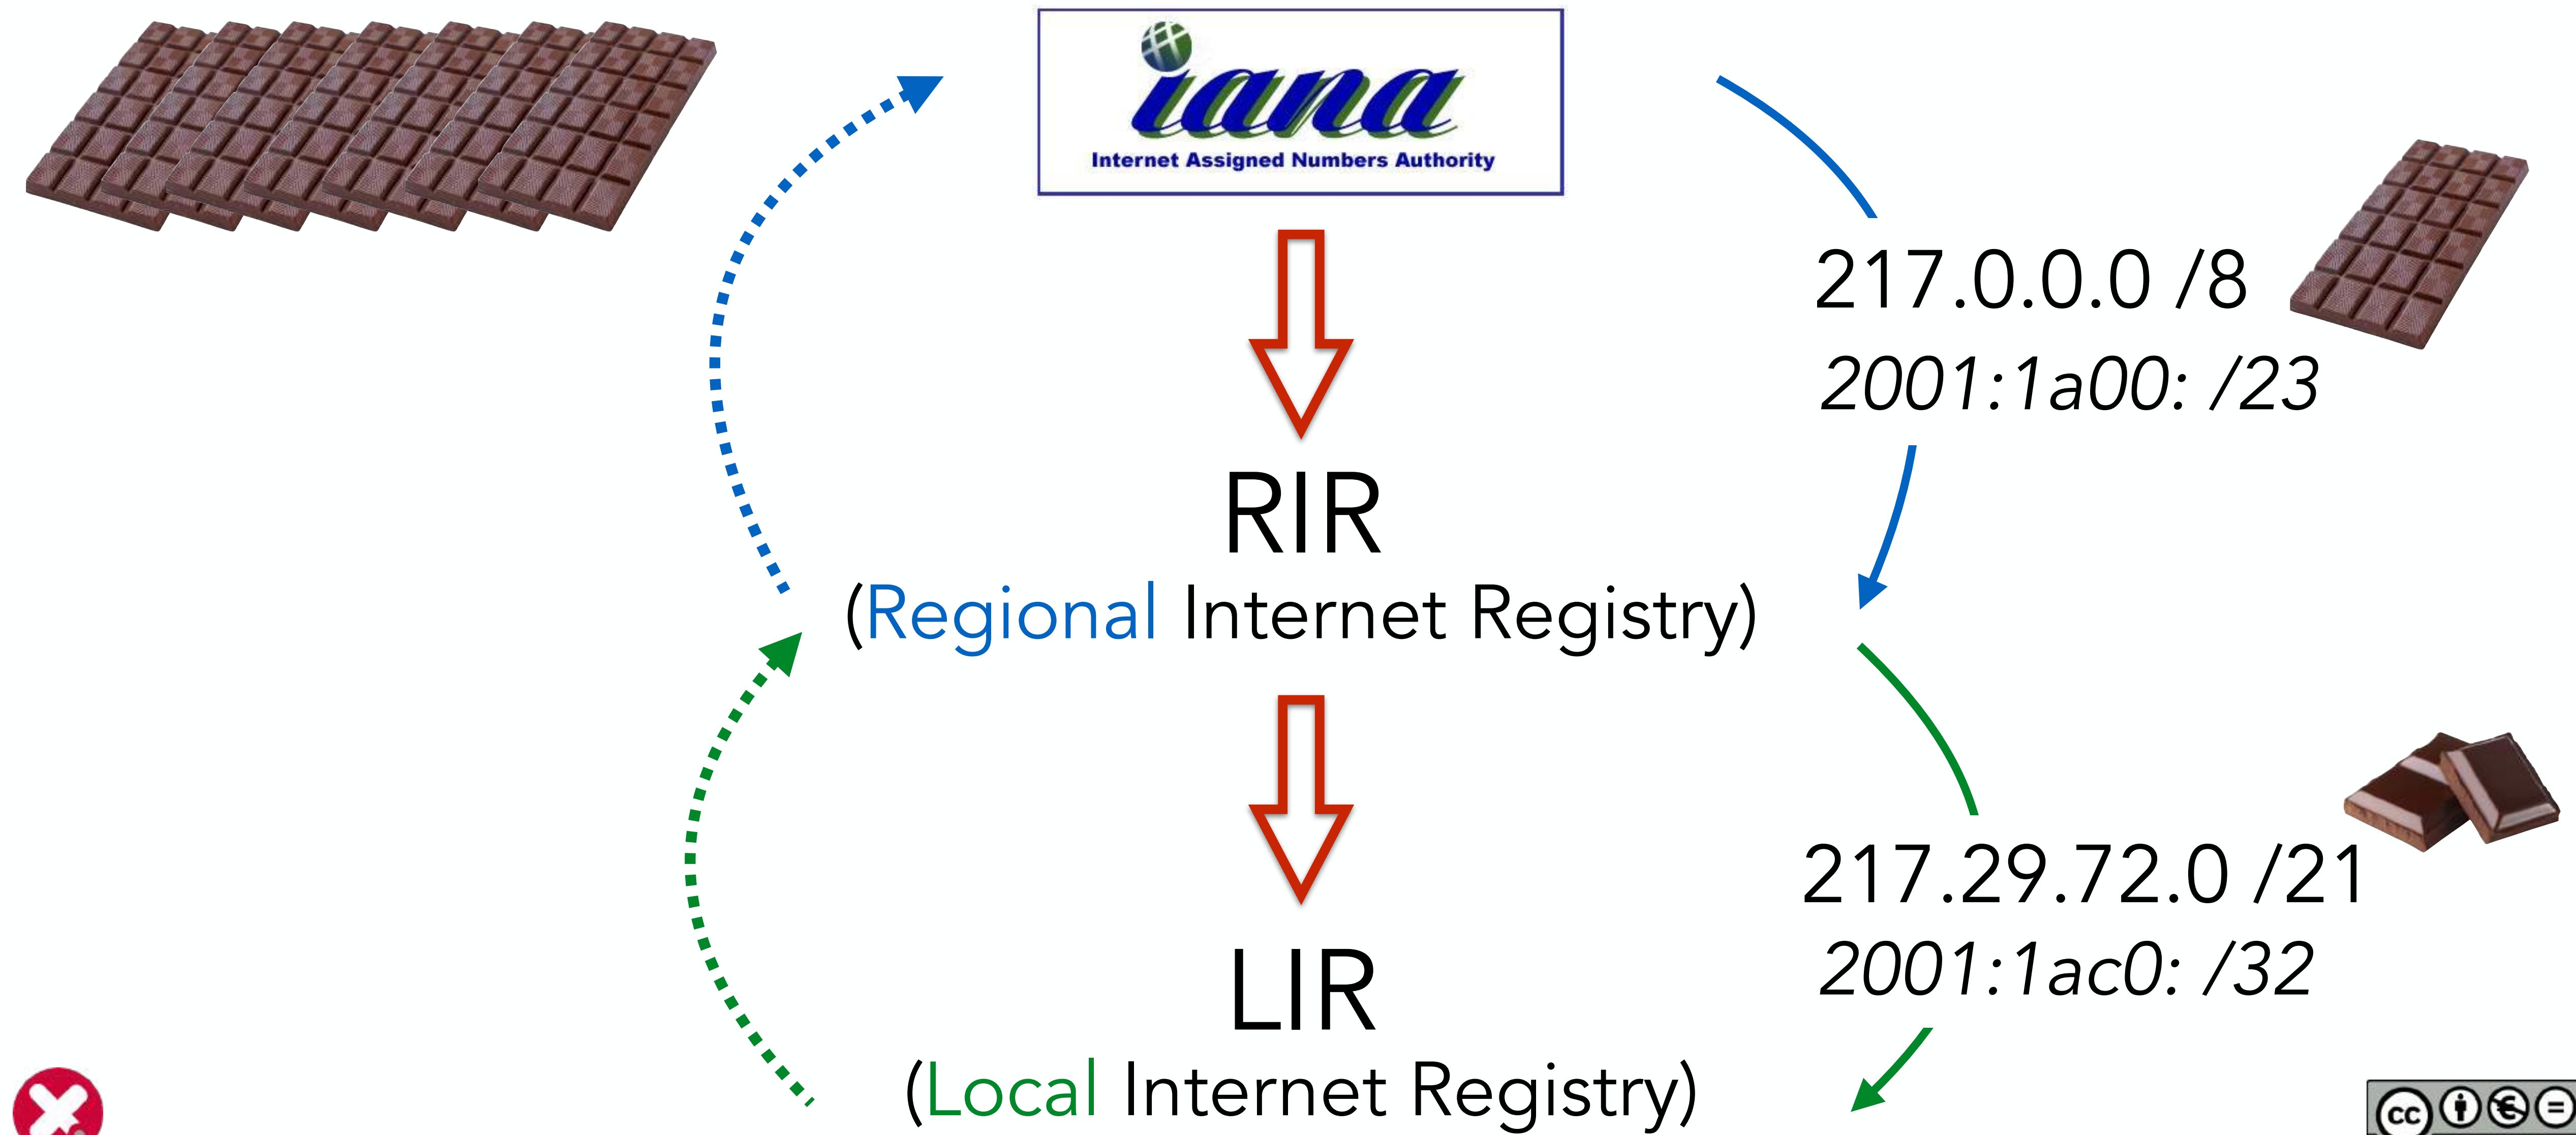 iana
Internet Assigned Numbers Authority
217.0.0.0 /8
2001:1a00: /23
RIR
(Regional Internet Registry)
217.29.72.0 /21
2001:1ac0: /32
LIR
(Local Internet Registry)
cc